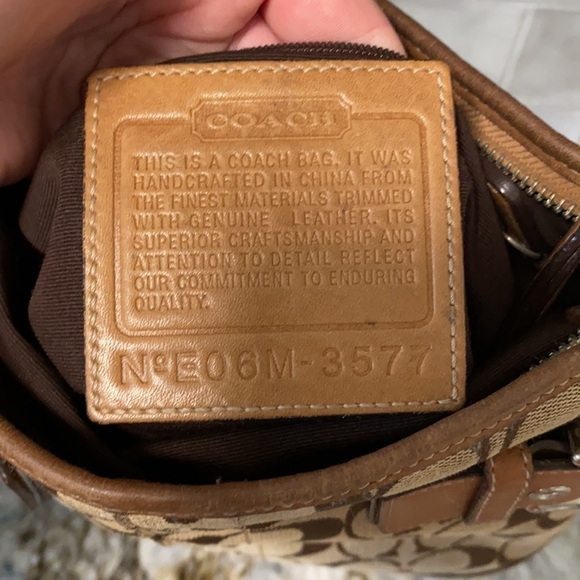 COACH
THIS IS A COACH BAG. IT WAS
HANDCRAFTED IN CHINA FROM
THE FINEST MATERIALS TRIMMED
WITH GENUINE LEATHER. ITS
SUPERIOR CRAFTSMANSHIP AND
ATTENTION TO DETAIL REFLECT
OUR COMMITMENT TO ENDURING
QUALITY.
NºE06M-3577